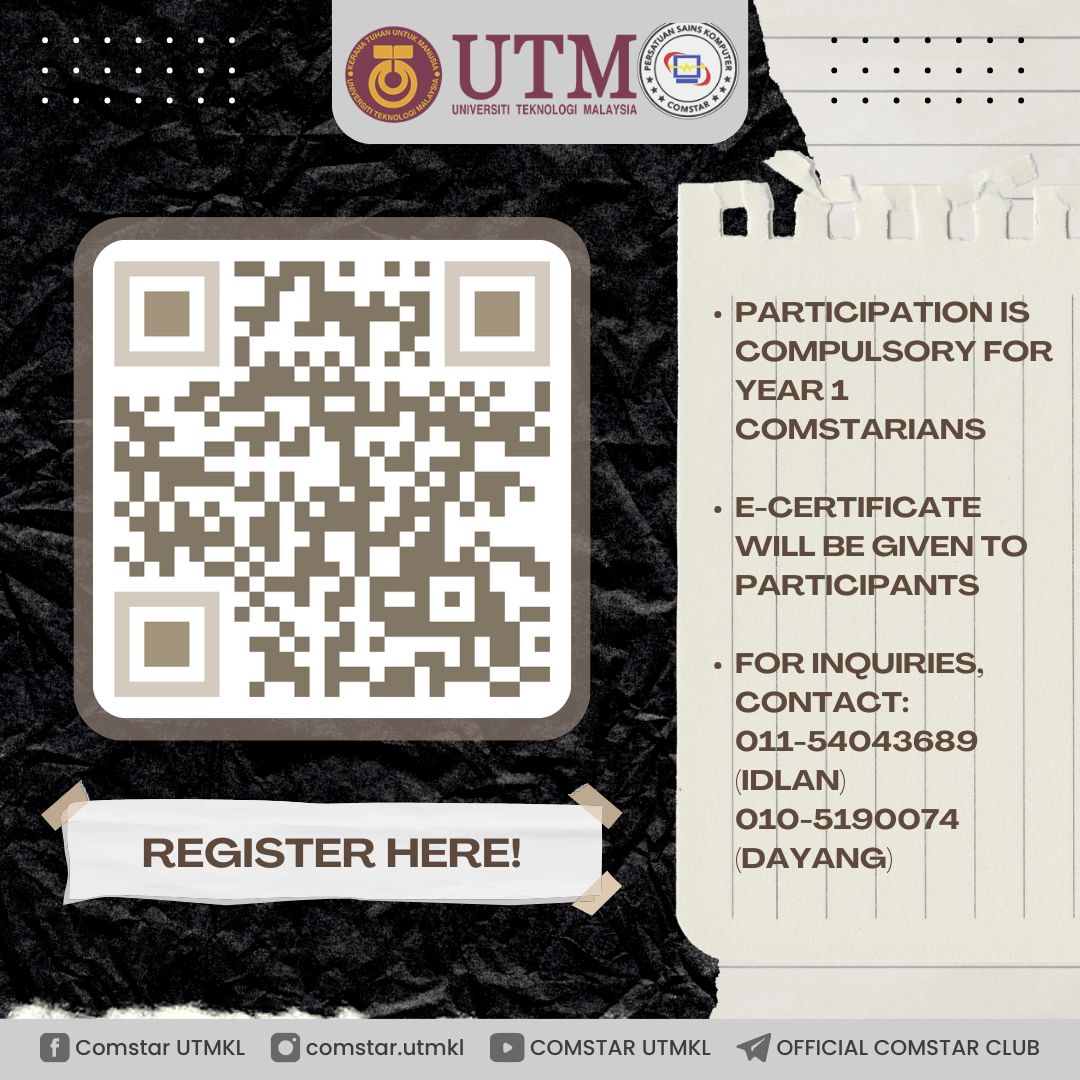 KERANA TUHAN UNTUK MANUSIA
UNIVERSITI TEKNOLOGI MALAYSIA
UTM
UNIVERSITI TEKNOLOGI MALAYSIA
PERSATUAN SAINS KOMPUTER
COMSTAR
• PARTICIPATION IS
COMPULSORY FOR
YEAR 1
COMSTARIANS
• E-CERTIFICATE
WILL BE GIVEN TO
PARTICIPANTS
• FOR INQUIRIES,
CONTACT:
011-54043689
(IDLAN)
010-5190074
(DAYANG)
REGISTER HERE!
Comstar UTMKL
comstar.utmkl
COMSTAR UTMKL
OFFICIAL COMSTAR CLUB